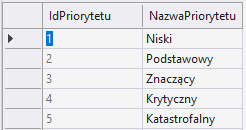 IdPriorytetu NazwaPriorytetu
1 Niski
2 Podstawowy
3 Znaczący
4 Krytyczny
5 Katastrofalny